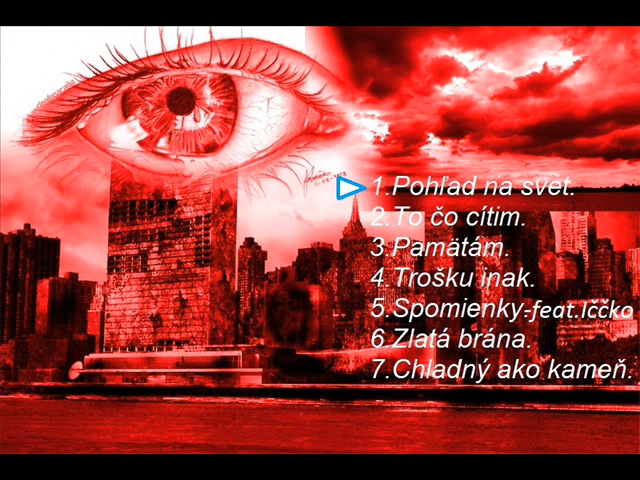 1.Pohľad na svet.
2.To čo cítim.
3.Pamätám.
4.Trošku inak.
5.Spomienky-feat.Iččko
6.Zlatá brána.
7.Chladný ako kameň.